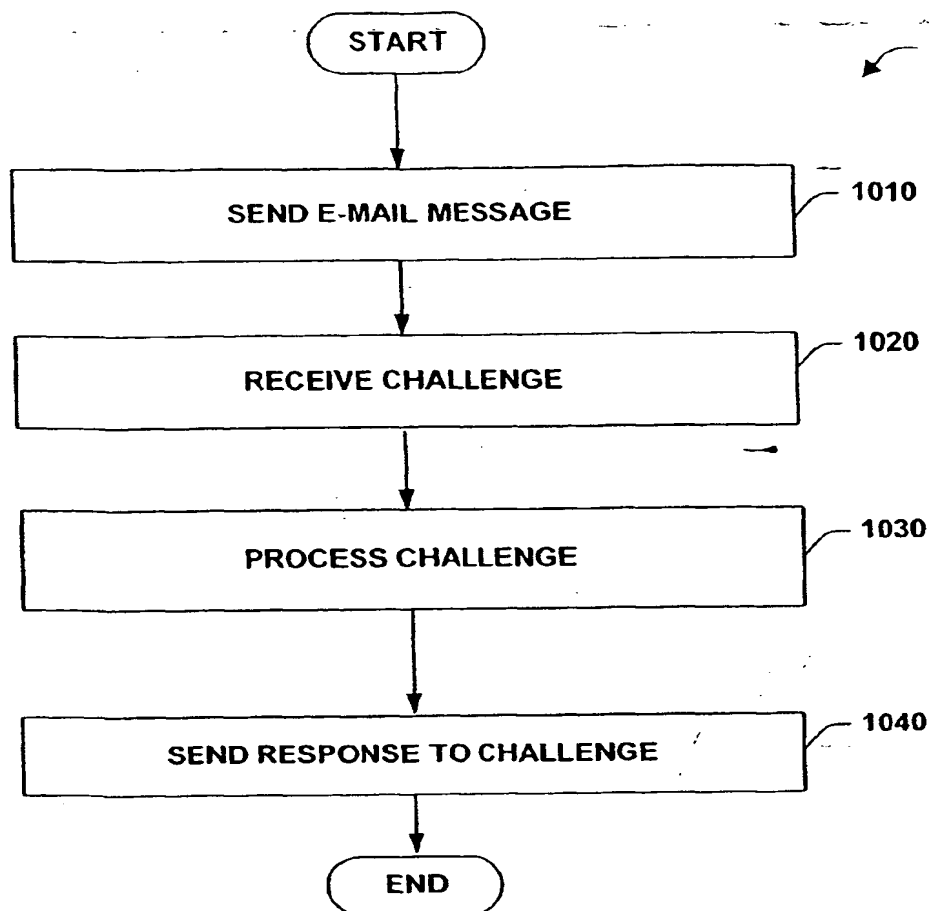 START
SEND E-MAIL MESSAGE
1010
RECEIVE CHALLENGE
1020
PROCESS CHALLENGE
1030
SEND RESPONSE TO CHALLENGE
1040
END